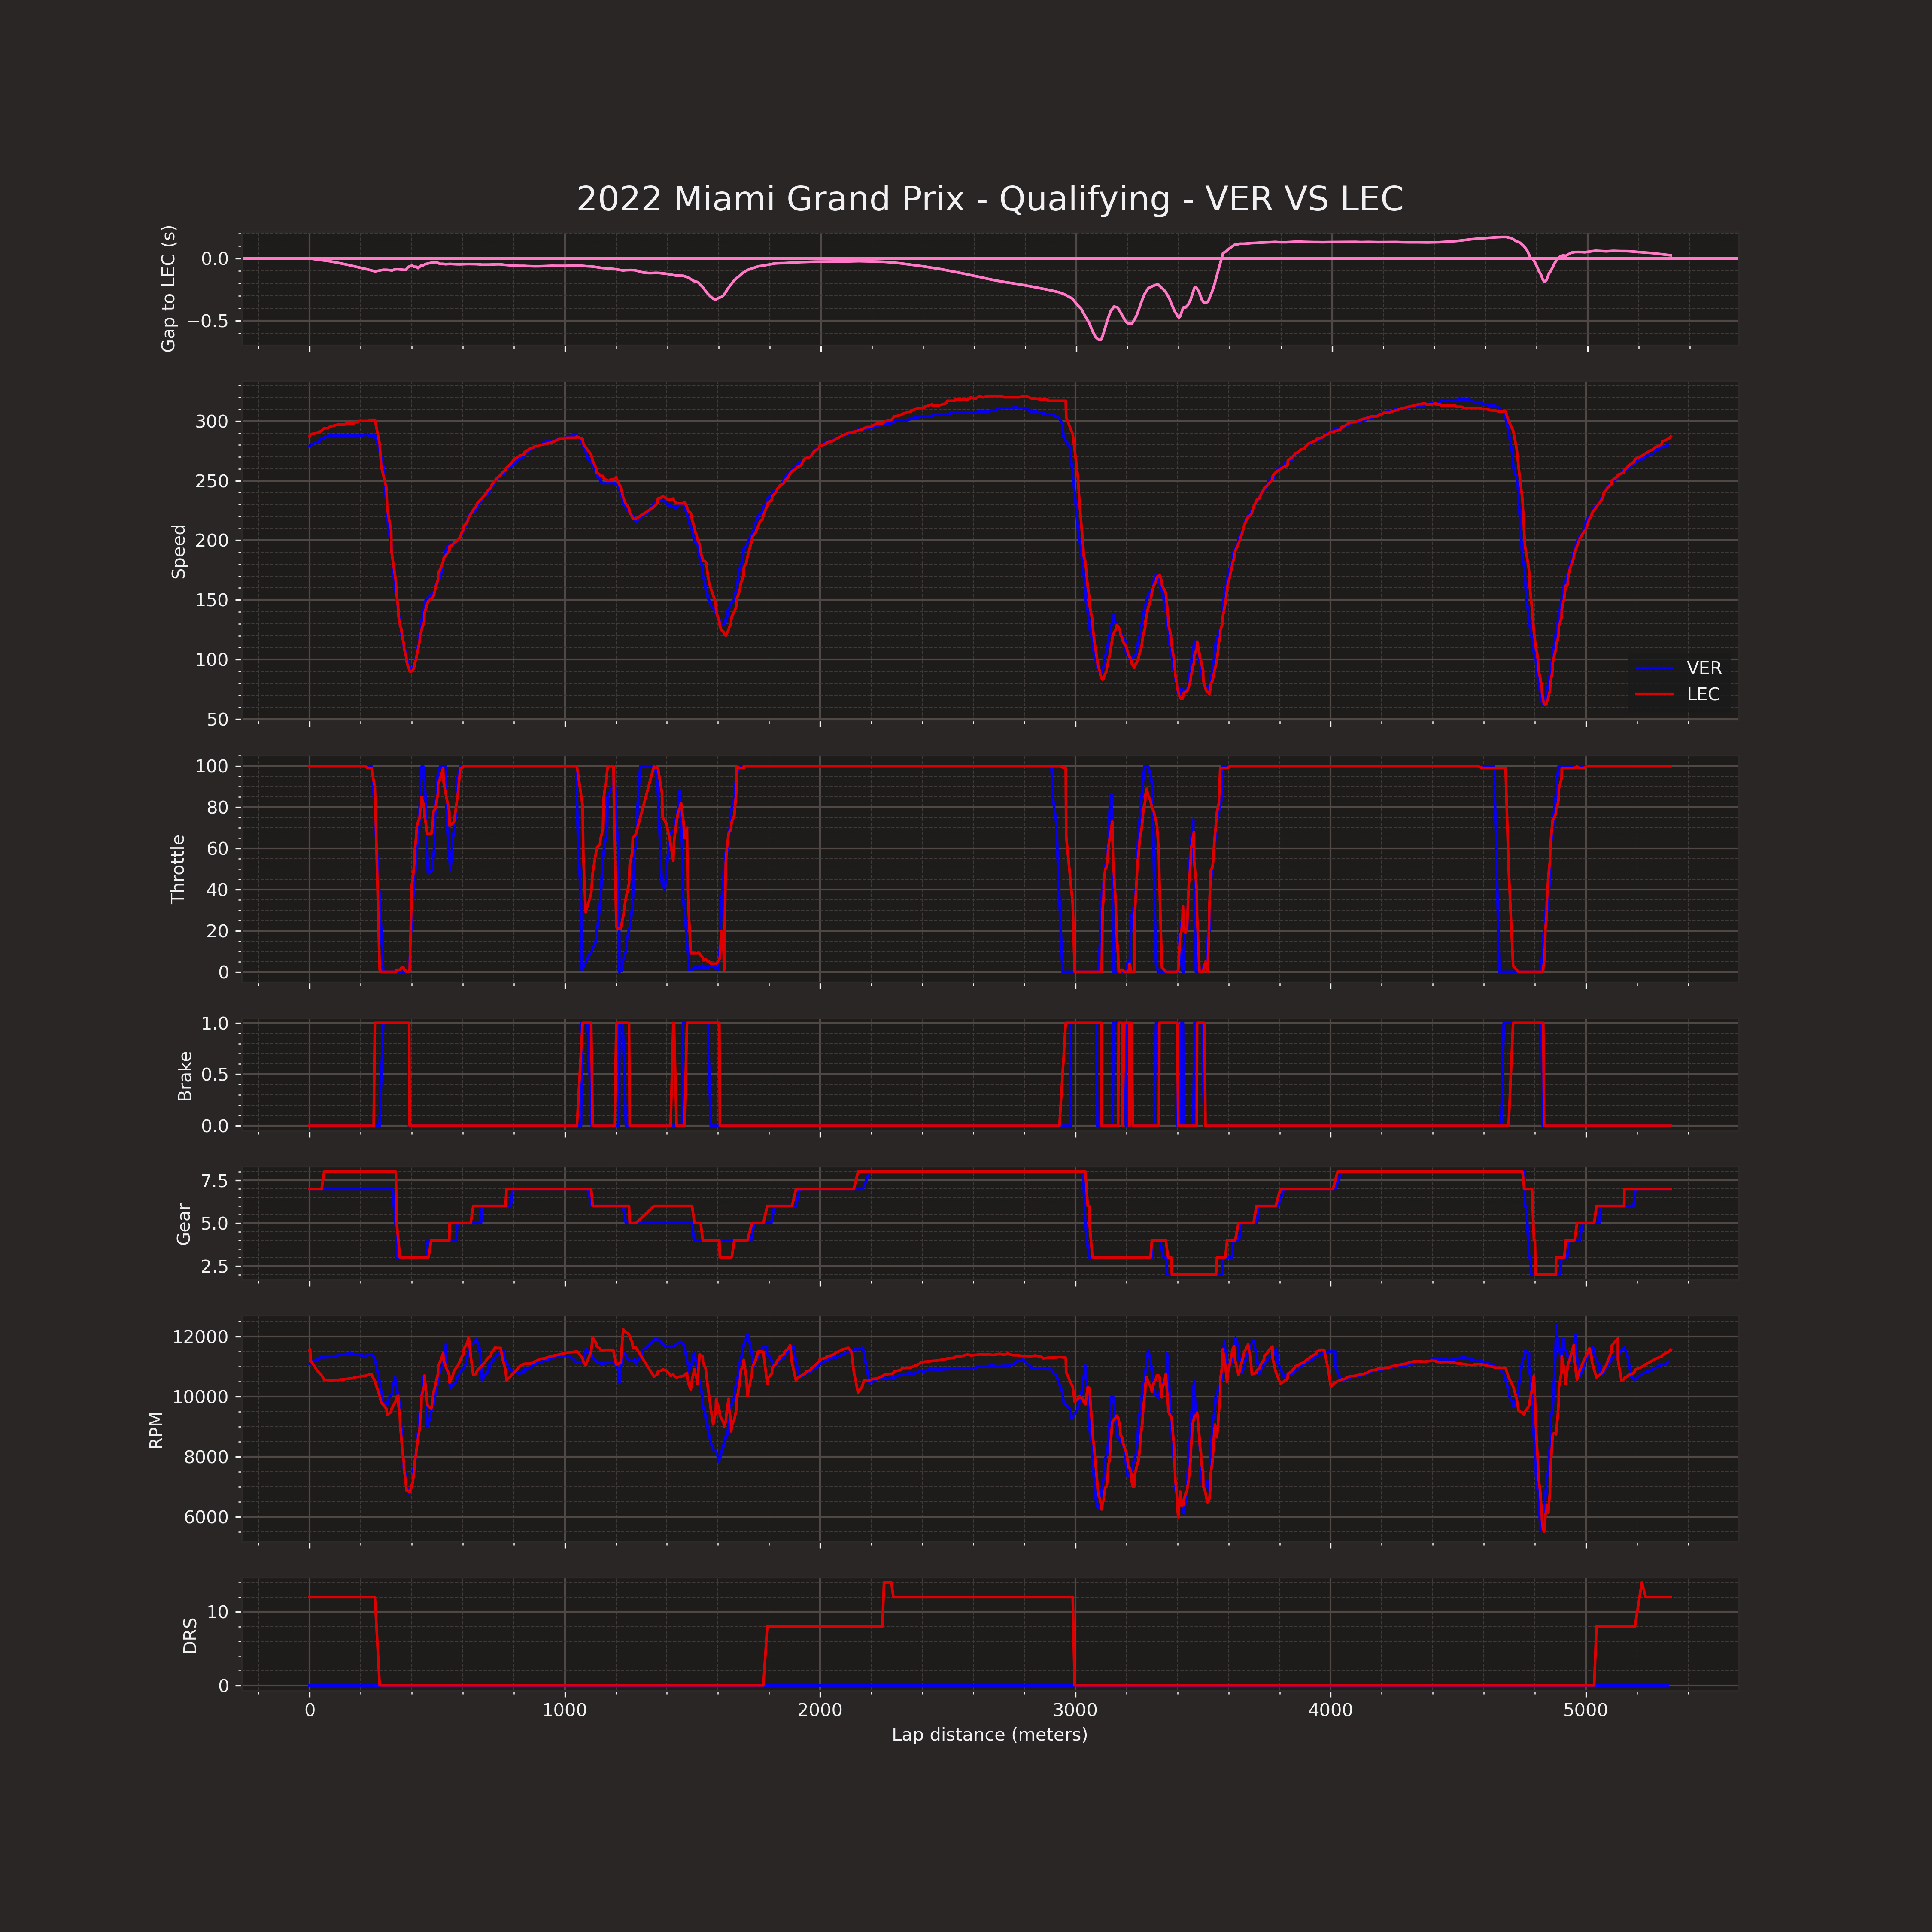 2022 Miami Grand Prix - Qualifying - VER VS LEC
Gap to LEC (s)
0.0
−0.5
Speed
300
250
200
150
100
50
VER
LEC
Throttle
100
80
60
40
20
0
Brake
1.0
0.5
0.0
Gear
7.5
5.0
2.5
RPM
12000
10000
8000
6000
DRS
10
0
0 1000 2000 3000 4000 5000
Lap distance (meters)